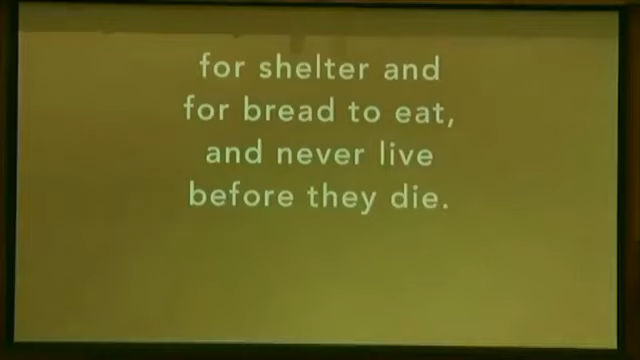 for shelter and
for bread to eat,
and never live
before they die.